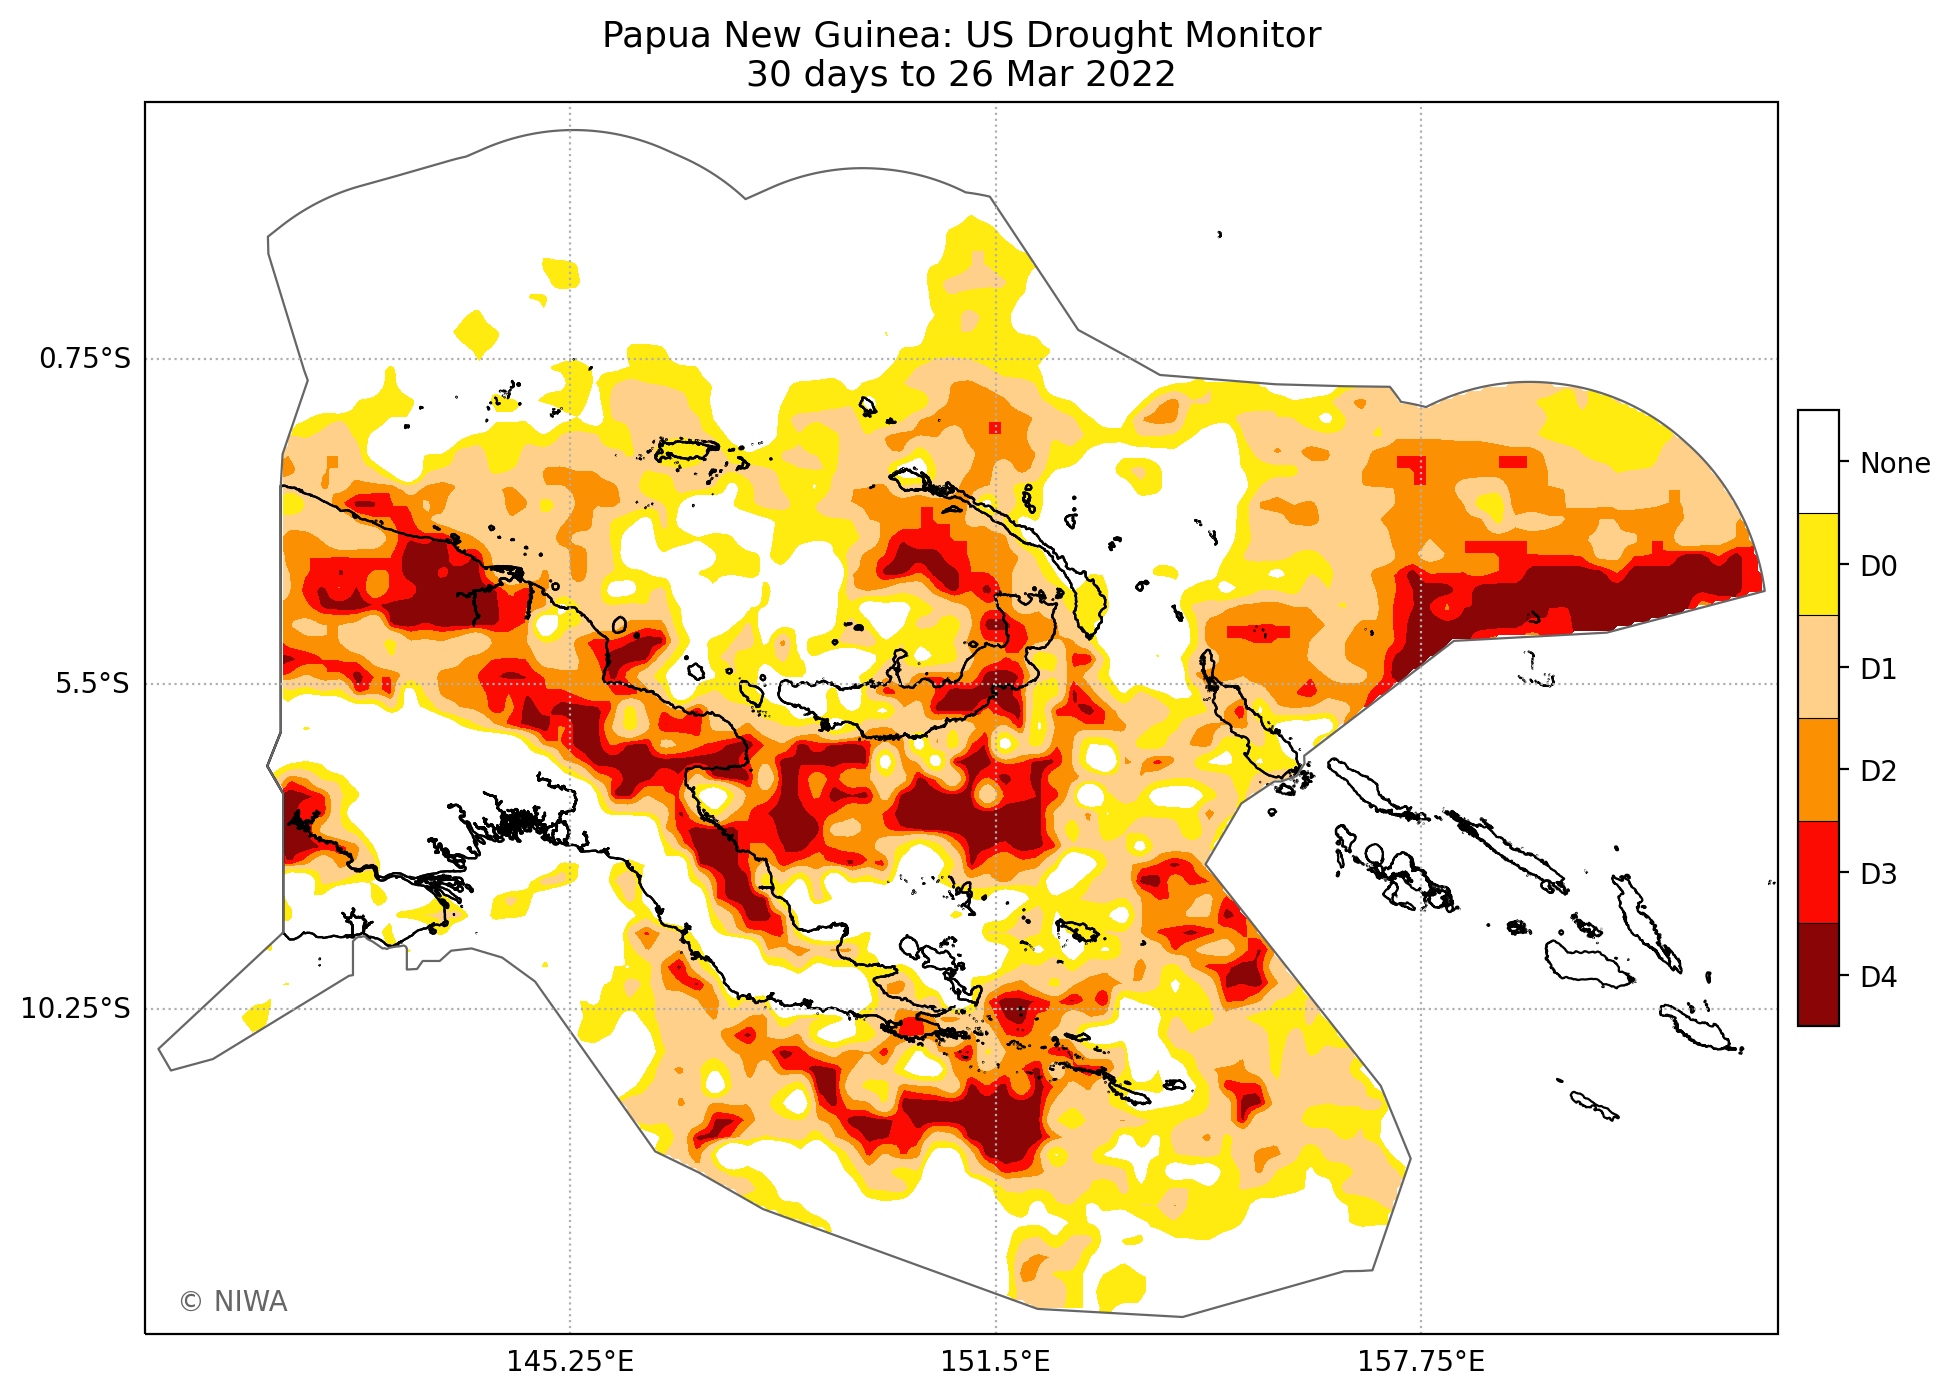 Papua New Guinea: US Drought Monitor
30 days to 26 Mar 2022
0.75°S
5.5°S
10.25°S
145.25°E
151.5°E
157.75°E
None
D0
D1
D2
D3
D4
© NIWA